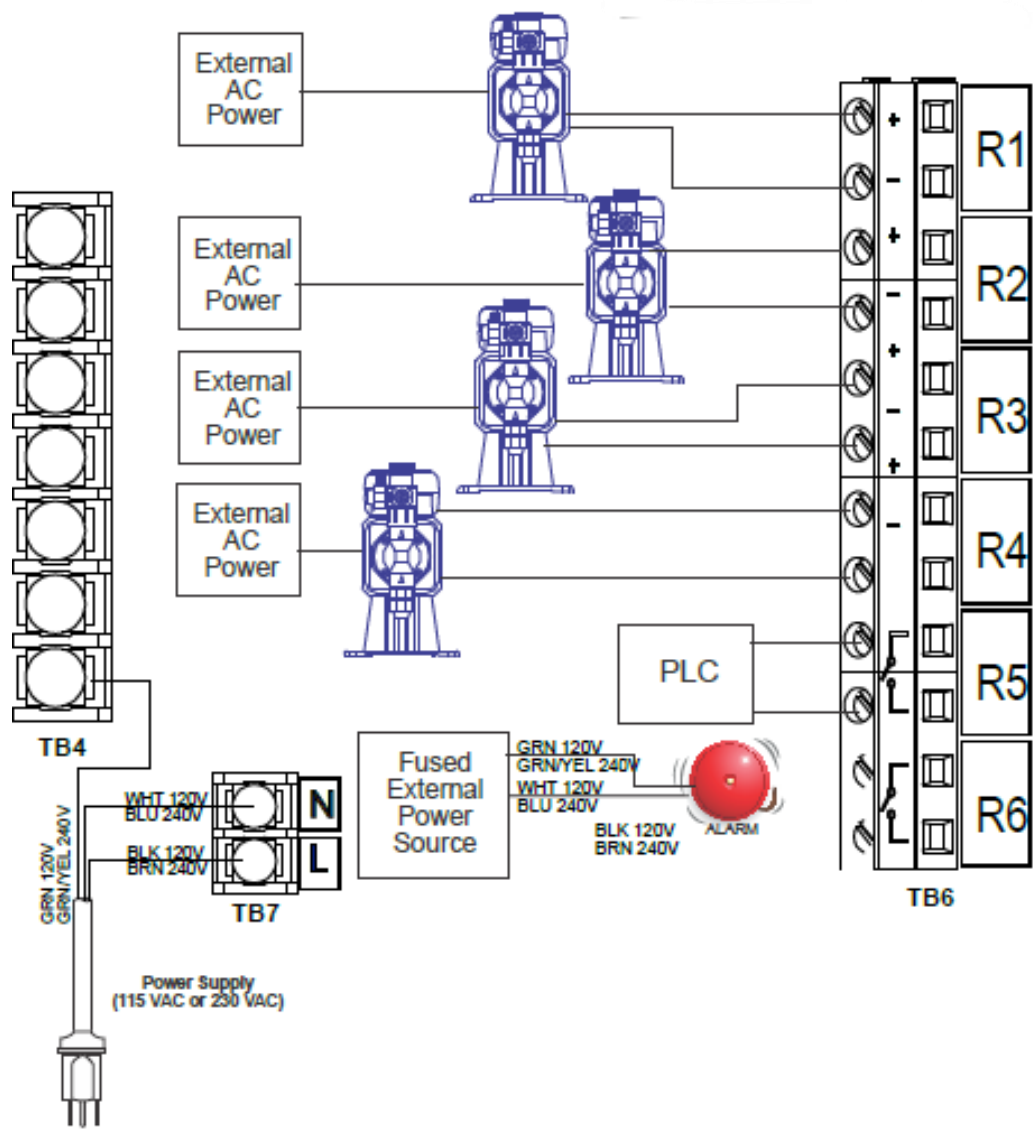 External
AC
Power
+
−
R1
External
AC
Power
+
−
R2
External
AC
Power
+
−
R3
External
AC
Power
+
−
R4
PLC
R5
TB4
Fused
External
Power
Source
GRN 120V
GRN/YEL 240V
WHT 120V
BLU 240V
ALARM
BLK 120V
BRN 240V
R6
TB6
WHT 120V
BLU 240V
N
BLK 120V
BRN 240V
L
TB7
GRN 120V
GRN/YEL 240V
Power Supply
(115 VAC or 230 VAC)